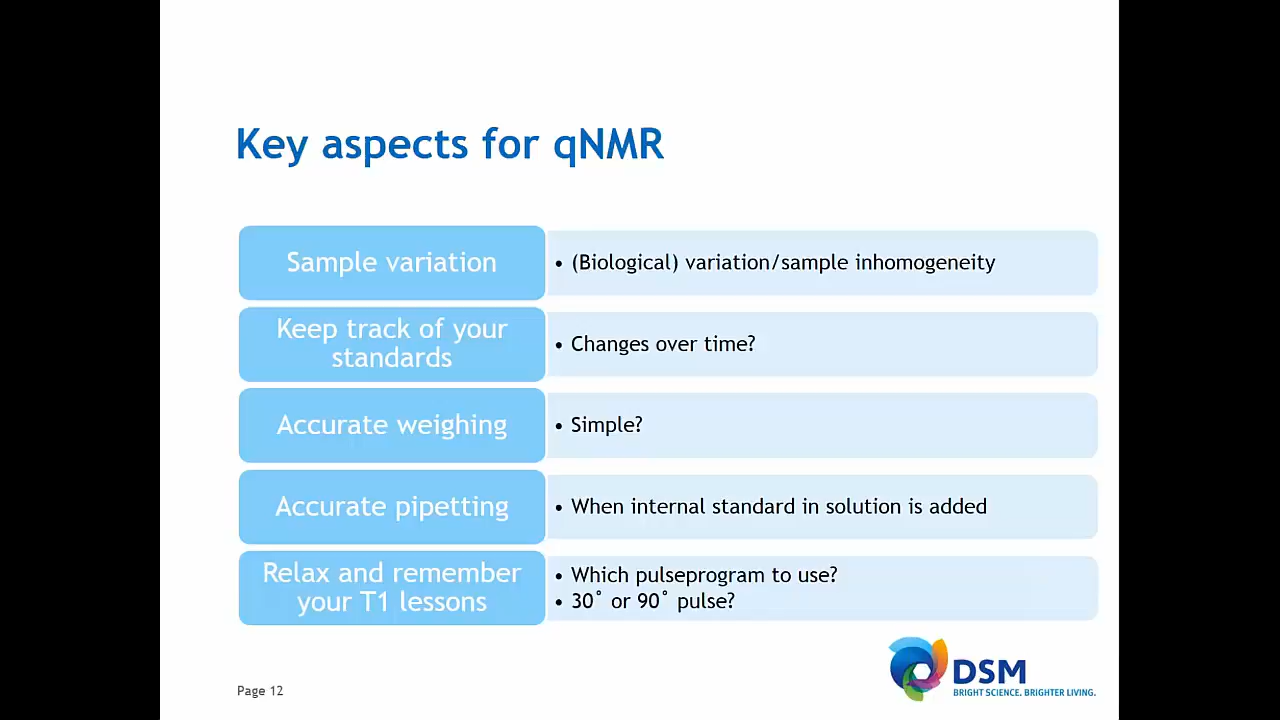 Key aspects for qNMR
Sample variation
• (Biological) variation/sample inhomogeneity
Keep track of your
standards
• Changes over time?
Accurate weighing
• Simple?
Accurate pipetting
• When internal standard in solution is added
Relax and remember
your T1 lessons
• Which pulseprogram to use?
• 30˚ or 90˚ pulse?
Page 12
DSM
BRIGHT SCIENCE. BRIGHTER LIVING.